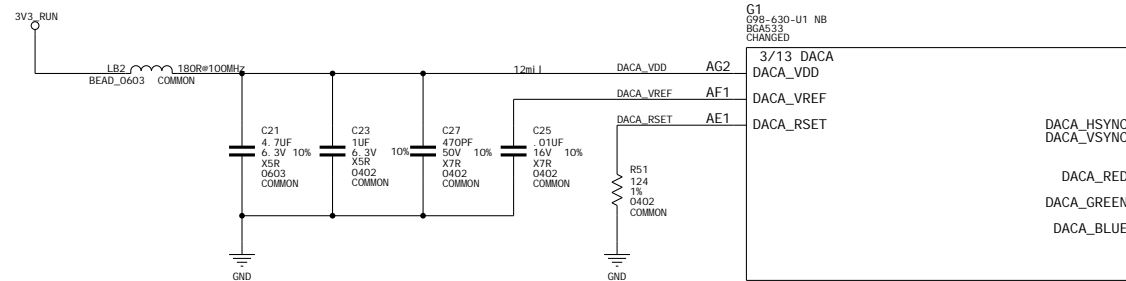 3V3_RUN
LB2
180R@100MHz
BEAD_0603
COMMON
12mil
DACA_VDD
AG2
DACA_VREF
AF1
DACA_RSET
AE1
G1
G98-630-U1 NB
BGA533
CHANGED
3/13 DACA
DACA_VDD
DACA_VREF
DACA_RSET
DACA_HSYNC
DACA_VSYNC
DACA_RED
DACA_GREEN
DACA_BLUE
C21
4.7UF
6.3V 10%
X5R
0603
COMMON
C23
1UF
6.3V 10%
X5R
0402
COMMON
C27
470PF
50V 10%
X7R
0402
COMMON
C25
.01UF
16V 10%
X7R
0402
COMMON
R51
124
1%
0402
COMMON
GND
GND